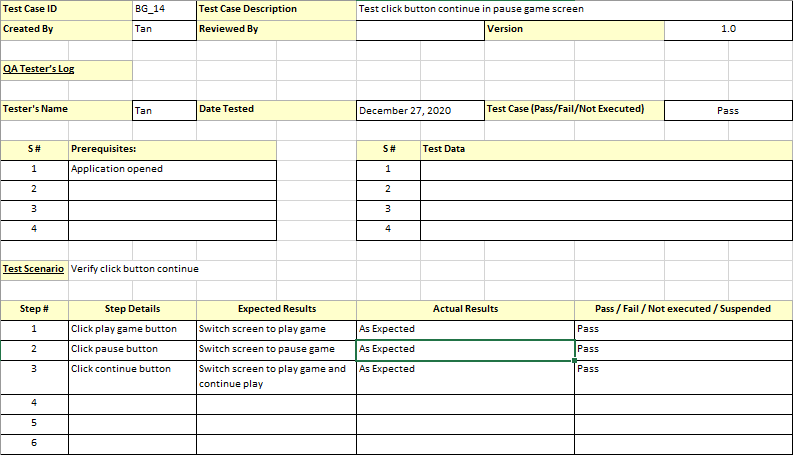 Test Case ID BG_14 Test Case Description Test click button continue in pause game screen
Created By Tan Reviewed By Version 1.0
QA Tester's Log
Tester's Name Tan Date Tested December 27, 2020 Test Case (Pass/Fail/Not Executed) Pass
S # Prerequisites: S # Test Data
1 Application opened 1
2 2
3 3
4 4
Test Scenario Verify click button continue
Step # Step Details Expected Results Actual Results Pass / Fail / Not executed / Suspended
1 Click play game button Switch screen to play game As Expected Pass
2 Click pause button Switch screen to pause game As Expected Pass
3 Click continue button Switch screen to play game and As Expected Pass
continue play
4
5
6